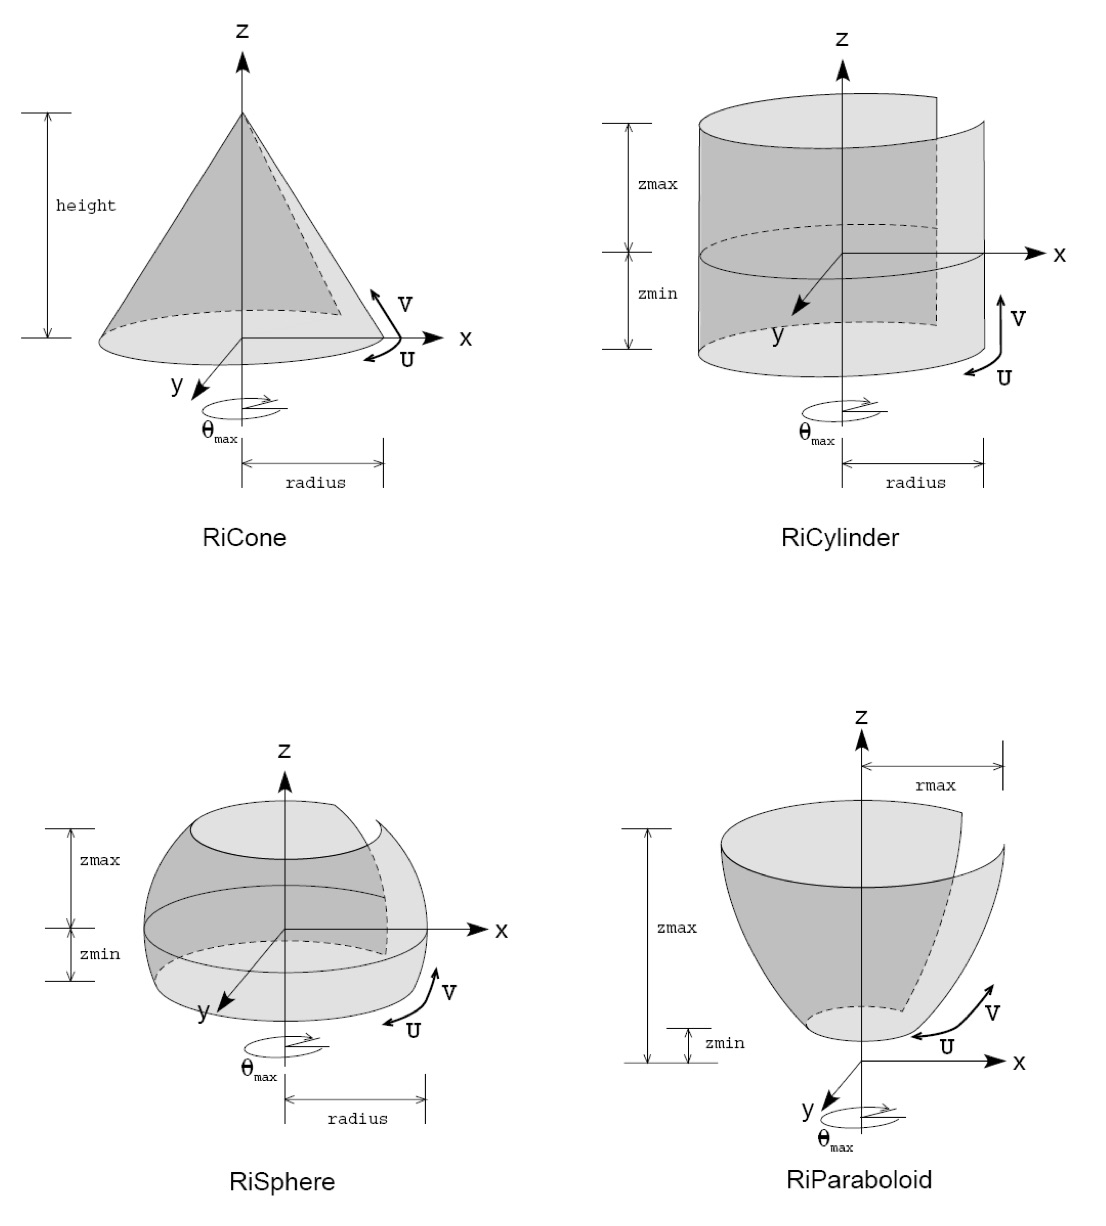 z
height
V
x
U
y
θmax
radius
RiCone
z
zmax
x
zmin
V
y
U
θmax
radius
RiCylinder
z
zmax
x
zmin
V
y
U
θmax
radius
RiSphere
z
rmax
zmax
V
zmin
U
x
y
θmax
RiParaboloid